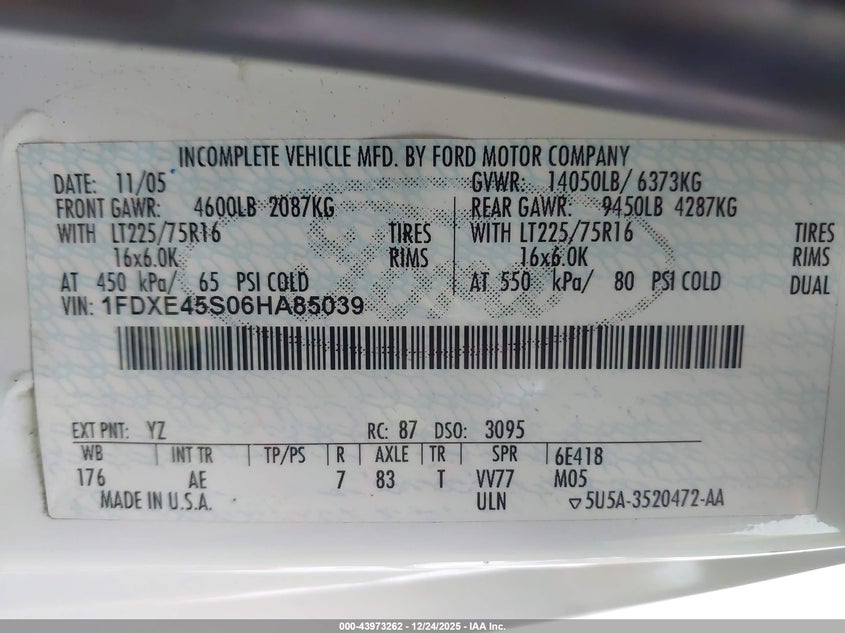 INCOMPLETE VEHICLE MFD. BY FORD MOTOR COMPANY
DATE: 11/05 GVWR: 14050LB/ 6373KG
FRONT GAWR: 4600LB 2087KG REAR GAWR: 9450LB 4287KG
WITH LT225/75R16 TIRES WITH LT225/75R16 TIRES
16x6.0K RIMS 16x6.0K RIMS
AT 450 kPa/ 65 PSI COLD AT 550 kPa/ 80 PSI COLD DUAL
VIN: 1FDXE45S06HA85039
EXT PNT: YZ RC: 87 DSO: 3095
WB INT TR TP/PS R AXLE TR SPR 6E418
176 AE 7 83 T VV77 M05
MADE IN U.S.A. ULN ▽5U5A-3520472-AA
000-43973262 - 12/24/2025 - IAA Inc.